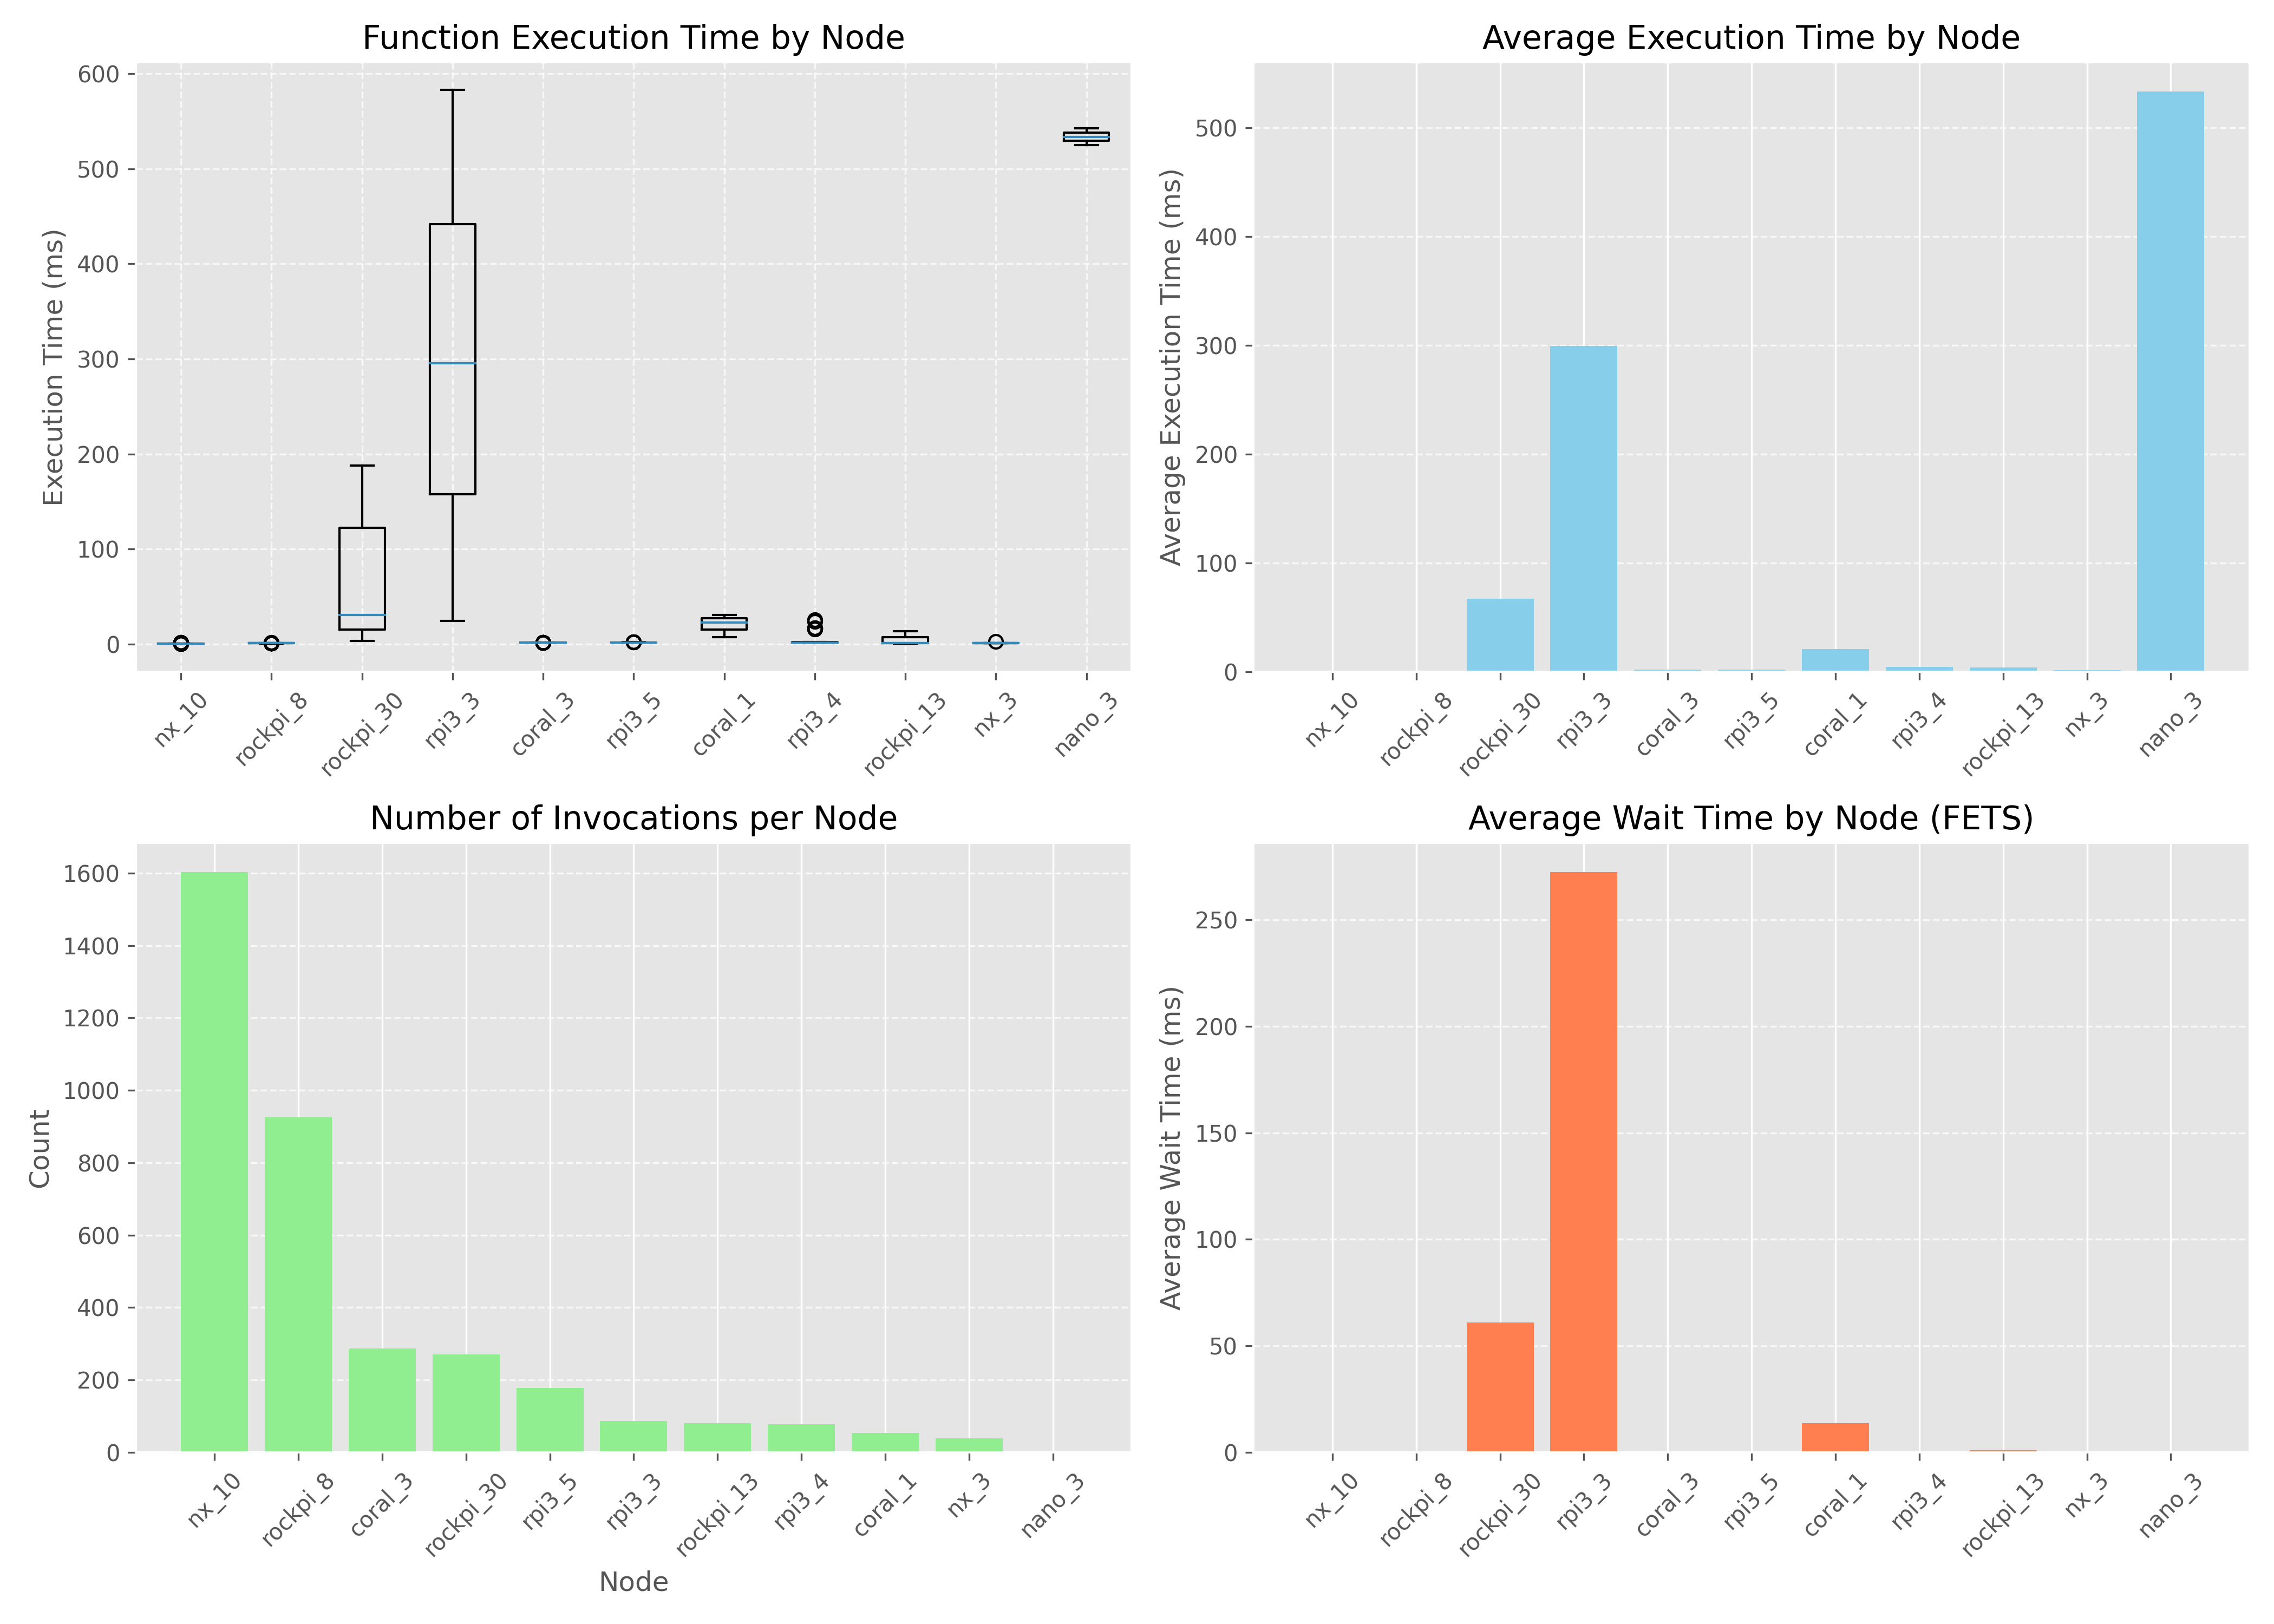 Function Execution Time by Node
600
500
400
300
200
100
0
Execution Time (ms)
nx_10
rockpi_8
rockpi_30
rpi3_3
coral_3
rpi3_5
coral_1
rpi3_4
rockpi_13
nx_3
nano_3
Average Execution Time by Node
500
400
300
200
100
0
Average Execution Time (ms)
nx_10
rockpi_8
rockpi_30
rpi3_3
coral_3
rpi3_5
coral_1
rpi3_4
rockpi_13
nx_3
nano_3
Number of Invocations per Node
1600
1400
1200
1000
800
600
400
200
0
Count
nx_10
rockpi_8
coral_3
rockpi_30
rpi3_5
rpi3_3
rockpi_13
rpi3_4
coral_1
nx_3
nano_3
Node
Average Wait Time by Node (FETS)
250
200
150
100
50
0
Average Wait Time (ms)
nx_10
rockpi_8
rockpi_30
rpi3_3
coral_3
rpi3_5
coral_1
rpi3_4
rockpi_13
nx_3
nano_3